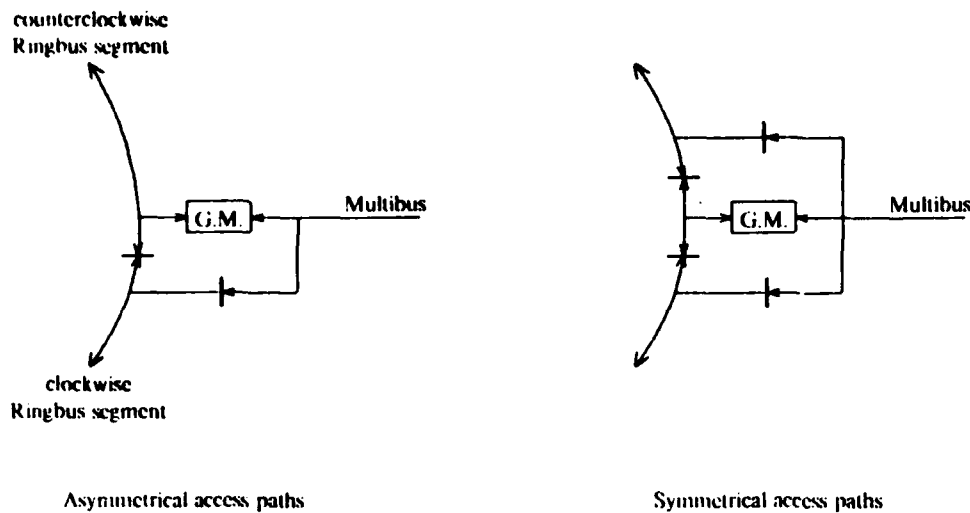 counterclockwise
Ringbus segment
G.M.
Multibus
clockwise
Ringbus segment
Asymmetrical access paths
G.M.
Multibus
Symmetrical access paths